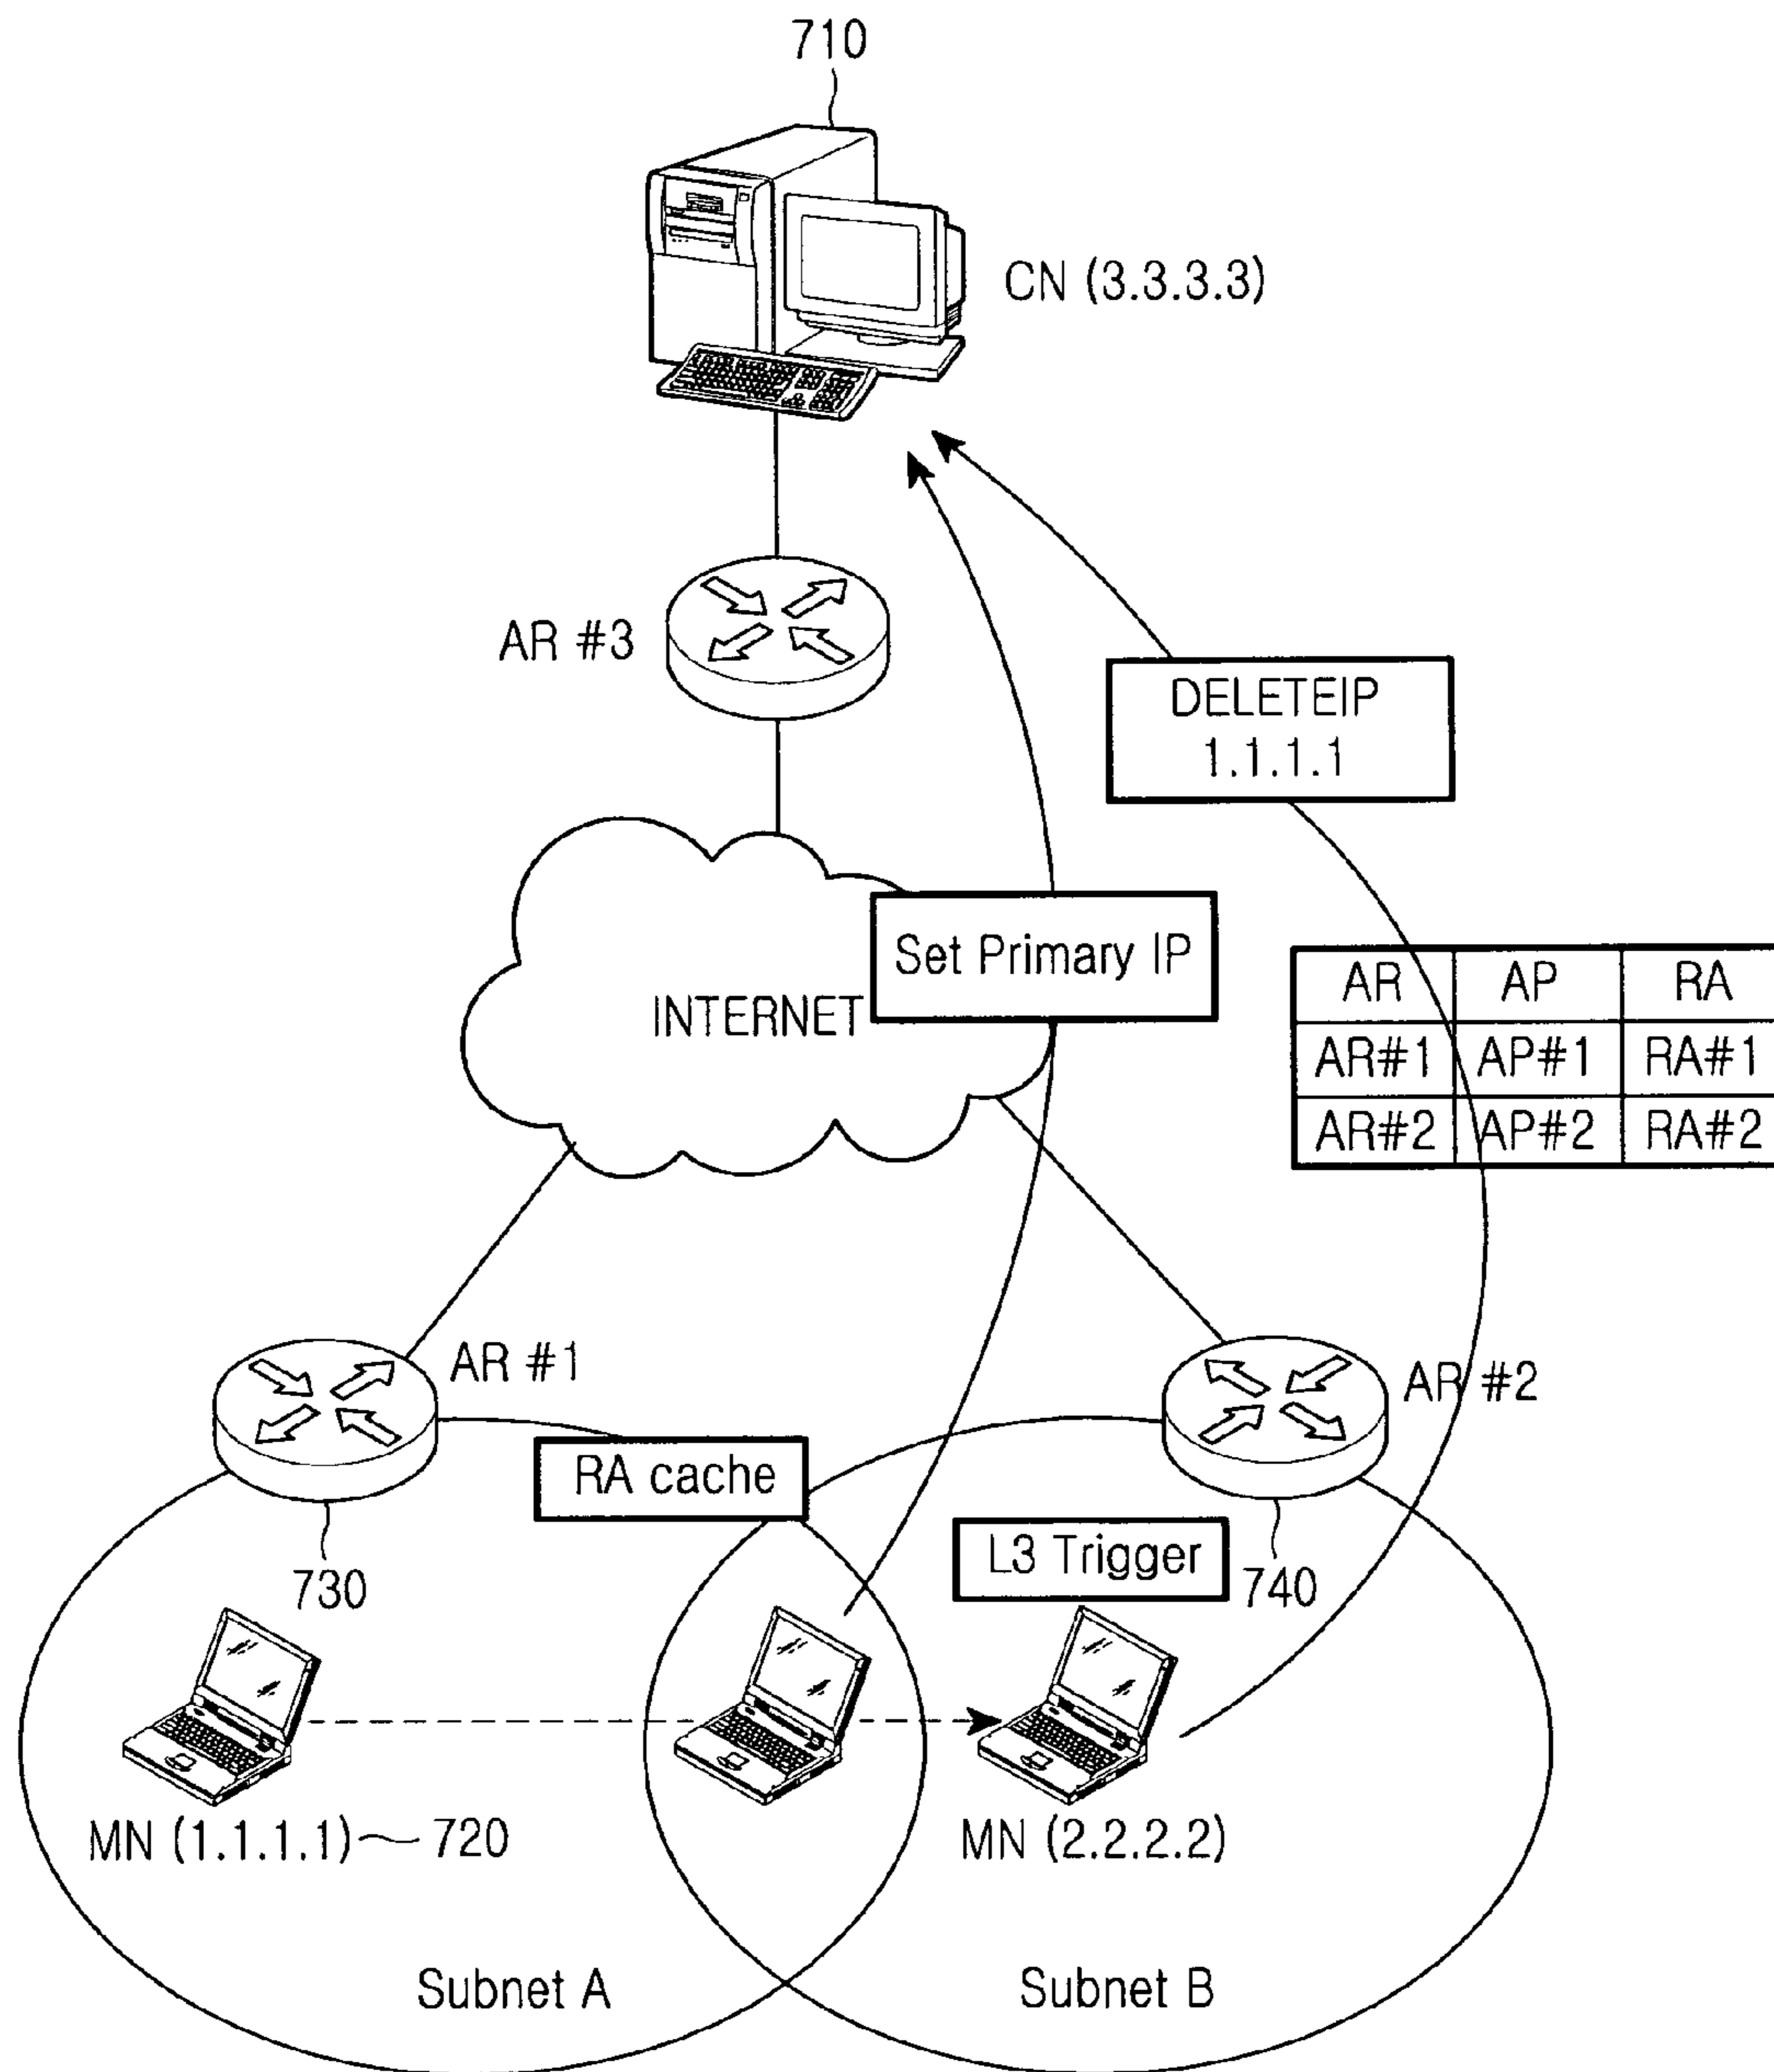 710
CN (3.3.3.3)
AR #3
DELETEIP
1.1.1.1
Set Primary IP
INTERNET
AR AP RA
AR#1 AP#1 RA#1
AR#2 AP#2 RA#2
AR #1
AR #2
RA cache
L3 Trigger
730
740
MN (1.1.1.1) 720
MN (2.2.2.2)
Subnet A
Subnet B